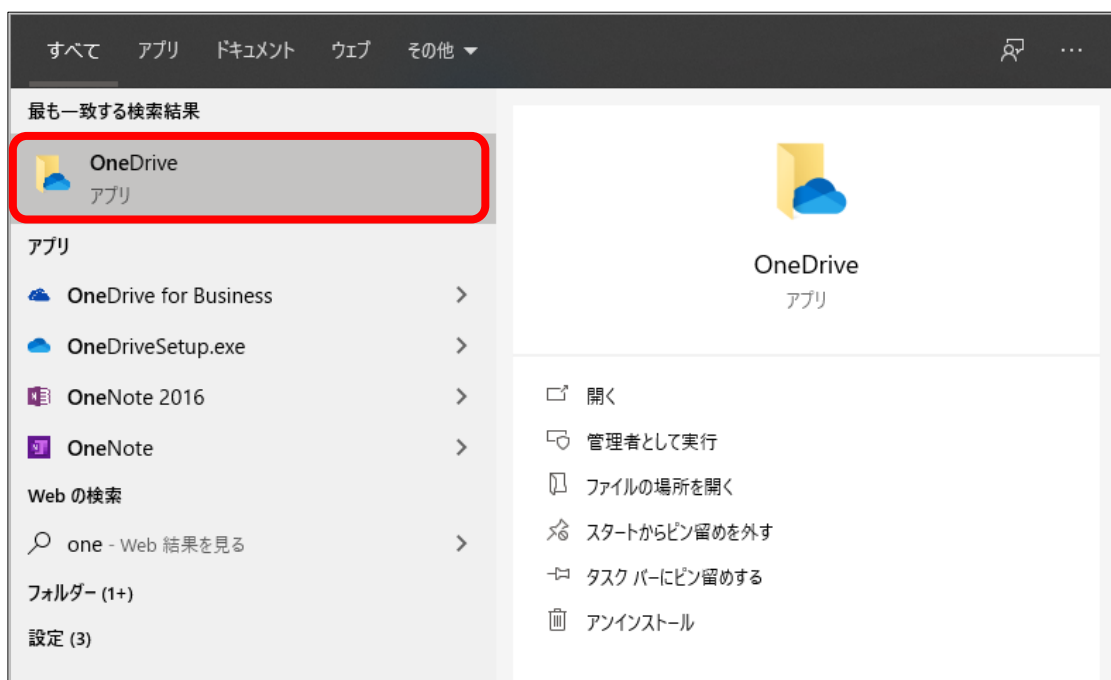 すべて アプリ ドキュメント ウェブ その他
最も一致する検索結果
OneDrive
アプリ
アプリ
OneDrive for Business
OneDriveSetup.exe
OneNote 2016
OneNote
Web の検索
one - Web 結果を見る
フォルダー (1+)
設定 (3)
OneDrive
アプリ
開く
管理者として実行
ファイルの場所を開く
スタートからピン留めを外す
タスク バーにピン留めする
アンインストール